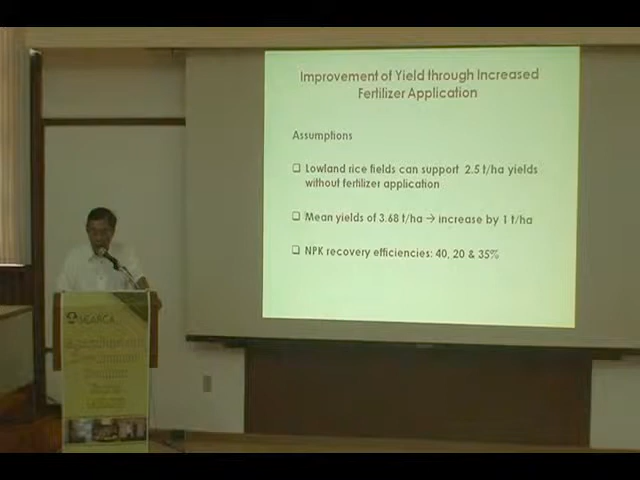 Improvement of Yield through Increased
Fertilizer Application
Assumptions
Lowland rice fields can support 2.5 t/ha yields
without fertilizer application
Mean yields of 3.68 t/ha → increase by 1 t/ha
NPK recovery efficiencies: 40, 20 & 35%
SEARCA